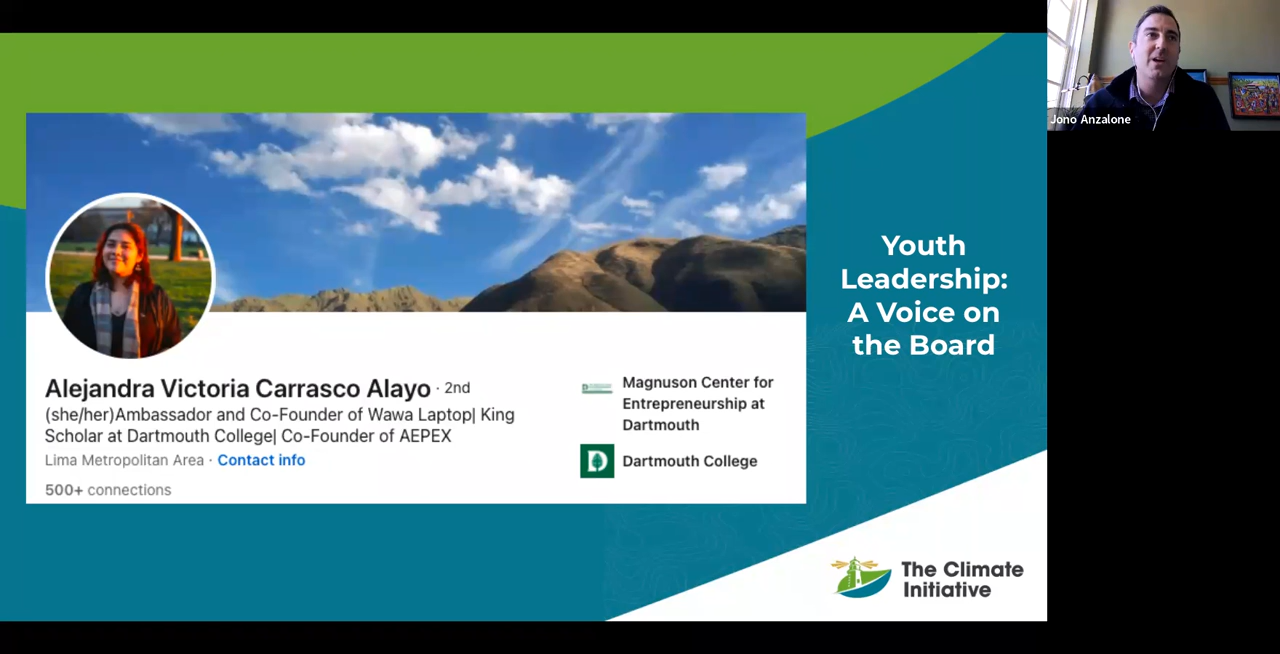 Alejandra Victoria Carrasco Alayo · 2nd
(she/her)Ambassador and Co-Founder of Wawa Laptop| King
Scholar at Dartmouth College| Co-Founder of AEPEX
Lima Metropolitan Area · Contact info
500+ connections
Magnuson Center for
Entrepreneurship at
Dartmouth
D
Dartmouth College
Youth
Leadership:
A Voice on
the Board
The Climate
Initiative
Jono Anzalone